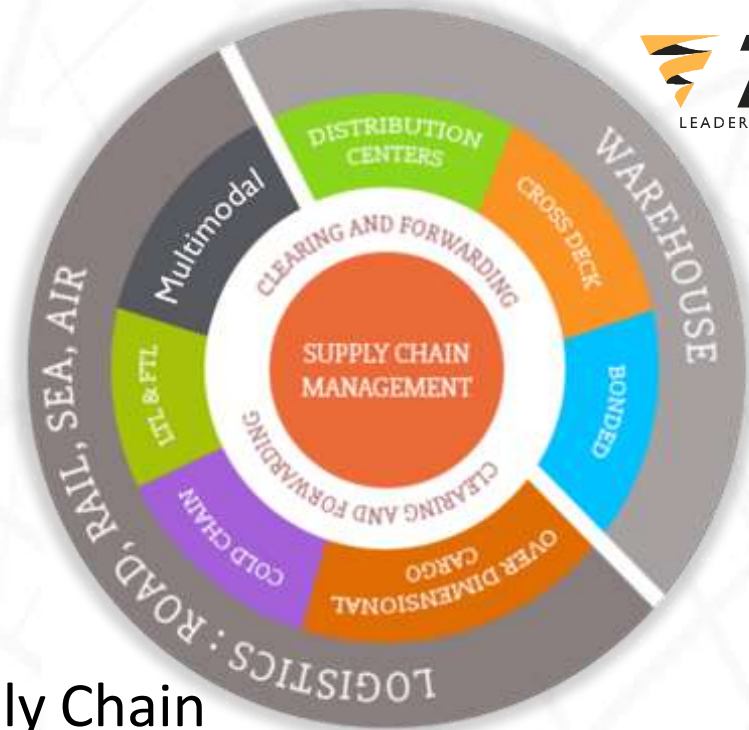 LEADER
WAREHOUSE
DISTRIBUTION
CENTERS
CROSS DECK
BONDED
OVER DIMENSIONAL
CARGO
COLD CHAIN
LTL & FTL
Multimodal
LOGISTICS : ROAD, RAIL, SEA, AIR
CLEARING AND FORWARDING
SUPPLY CHAIN
MANAGEMENT
CLEARING AND FORWARDING
ly Chain